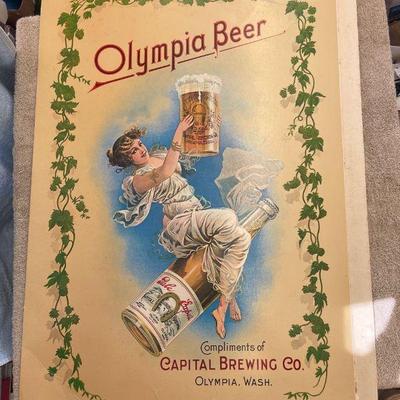 Olympia Beer
Compliments of
CAPITAL BREWING CO.
OLYMPIA, WASH.